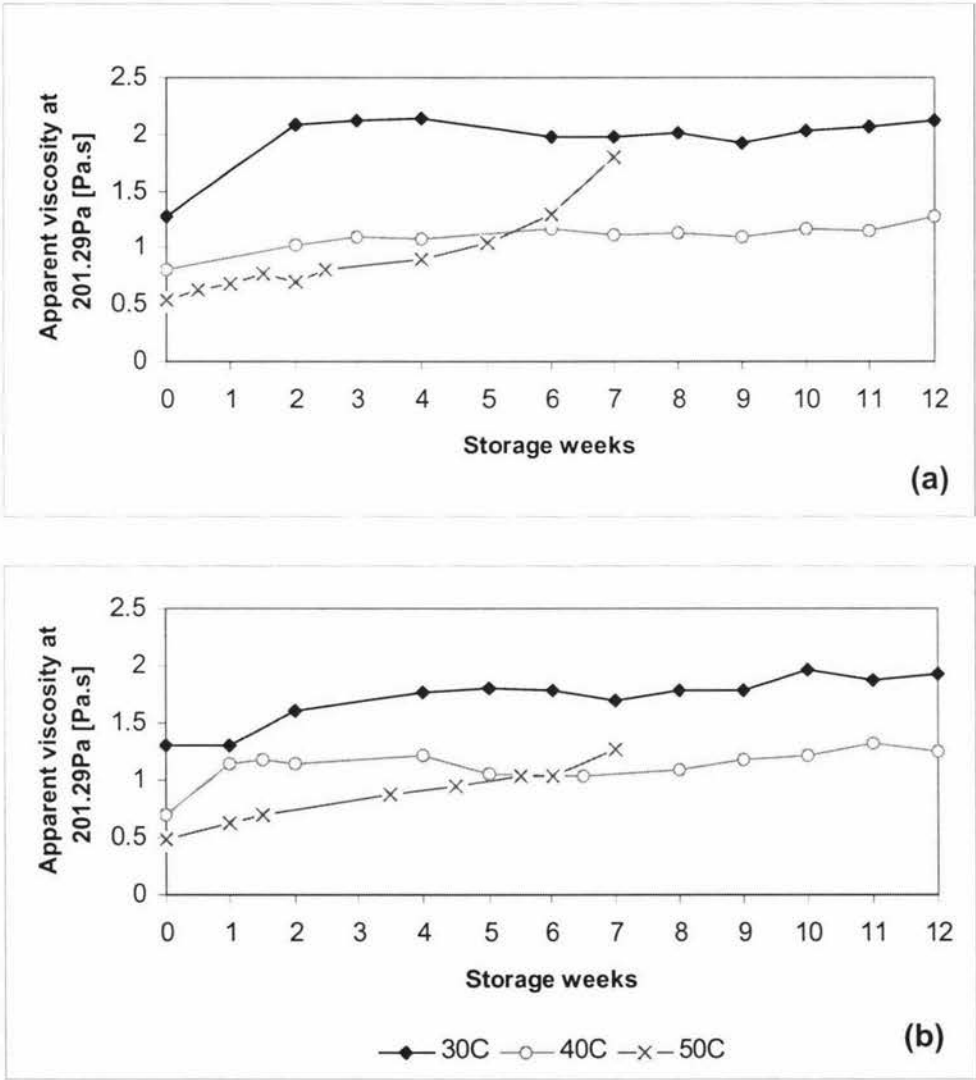 Apparent viscosity at
201.29Pa [Pa.s]
2.5
2
1.5
1
0.5
0
0 1 2 3 4 5 6 7 8 9 10 11 12
Storage weeks
(a)
Apparent viscosity at
201.29Pa [Pa.s]
2.5
2
1.5
1
0.5
0
0 1 2 3 4 5 6 7 8 9 10 11 12
Storage weeks
30C 40C 50C
(b)